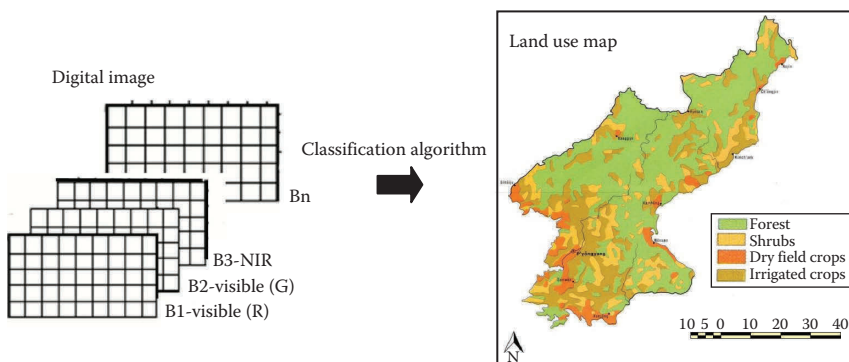 Digital image
Bn
B3-NIR
B2-visible (G)
B1-visible (R)
Classification algorithm
Land use map
Pyongyang
Forest
Shrubs
Dry field crops
Irrigated crops
10 5 0 10 20 30 40
N